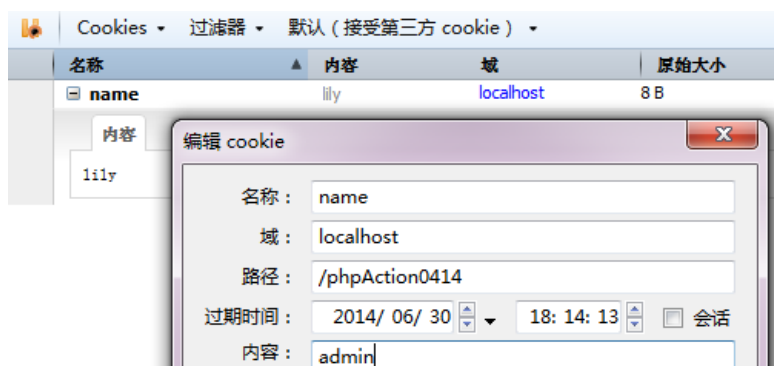 Cookies 过滤器 默认（接受第三方 cookie）
名称 内容 域 原始大小
name lily localhost 8 B
内容
lily
编辑 cookie
名称： name
域： localhost
路径： /phpAction0414
过期时间： 2014/ 06/ 30 18: 14: 13 会话
内容： admin